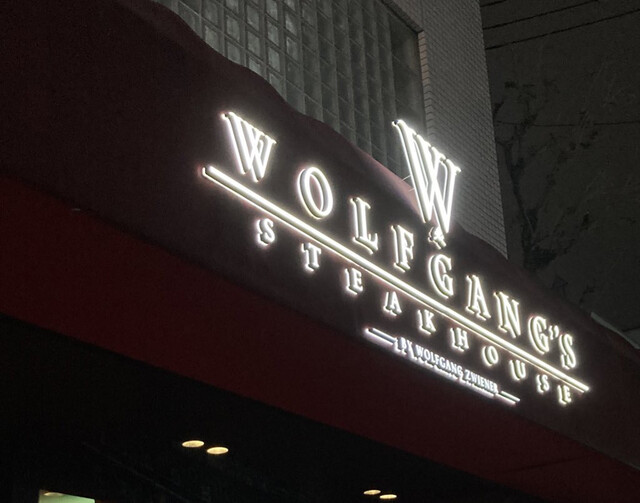 W
WOLFGANG'S
STEAKHOUSE
BY WOLFGANG ZWIENER